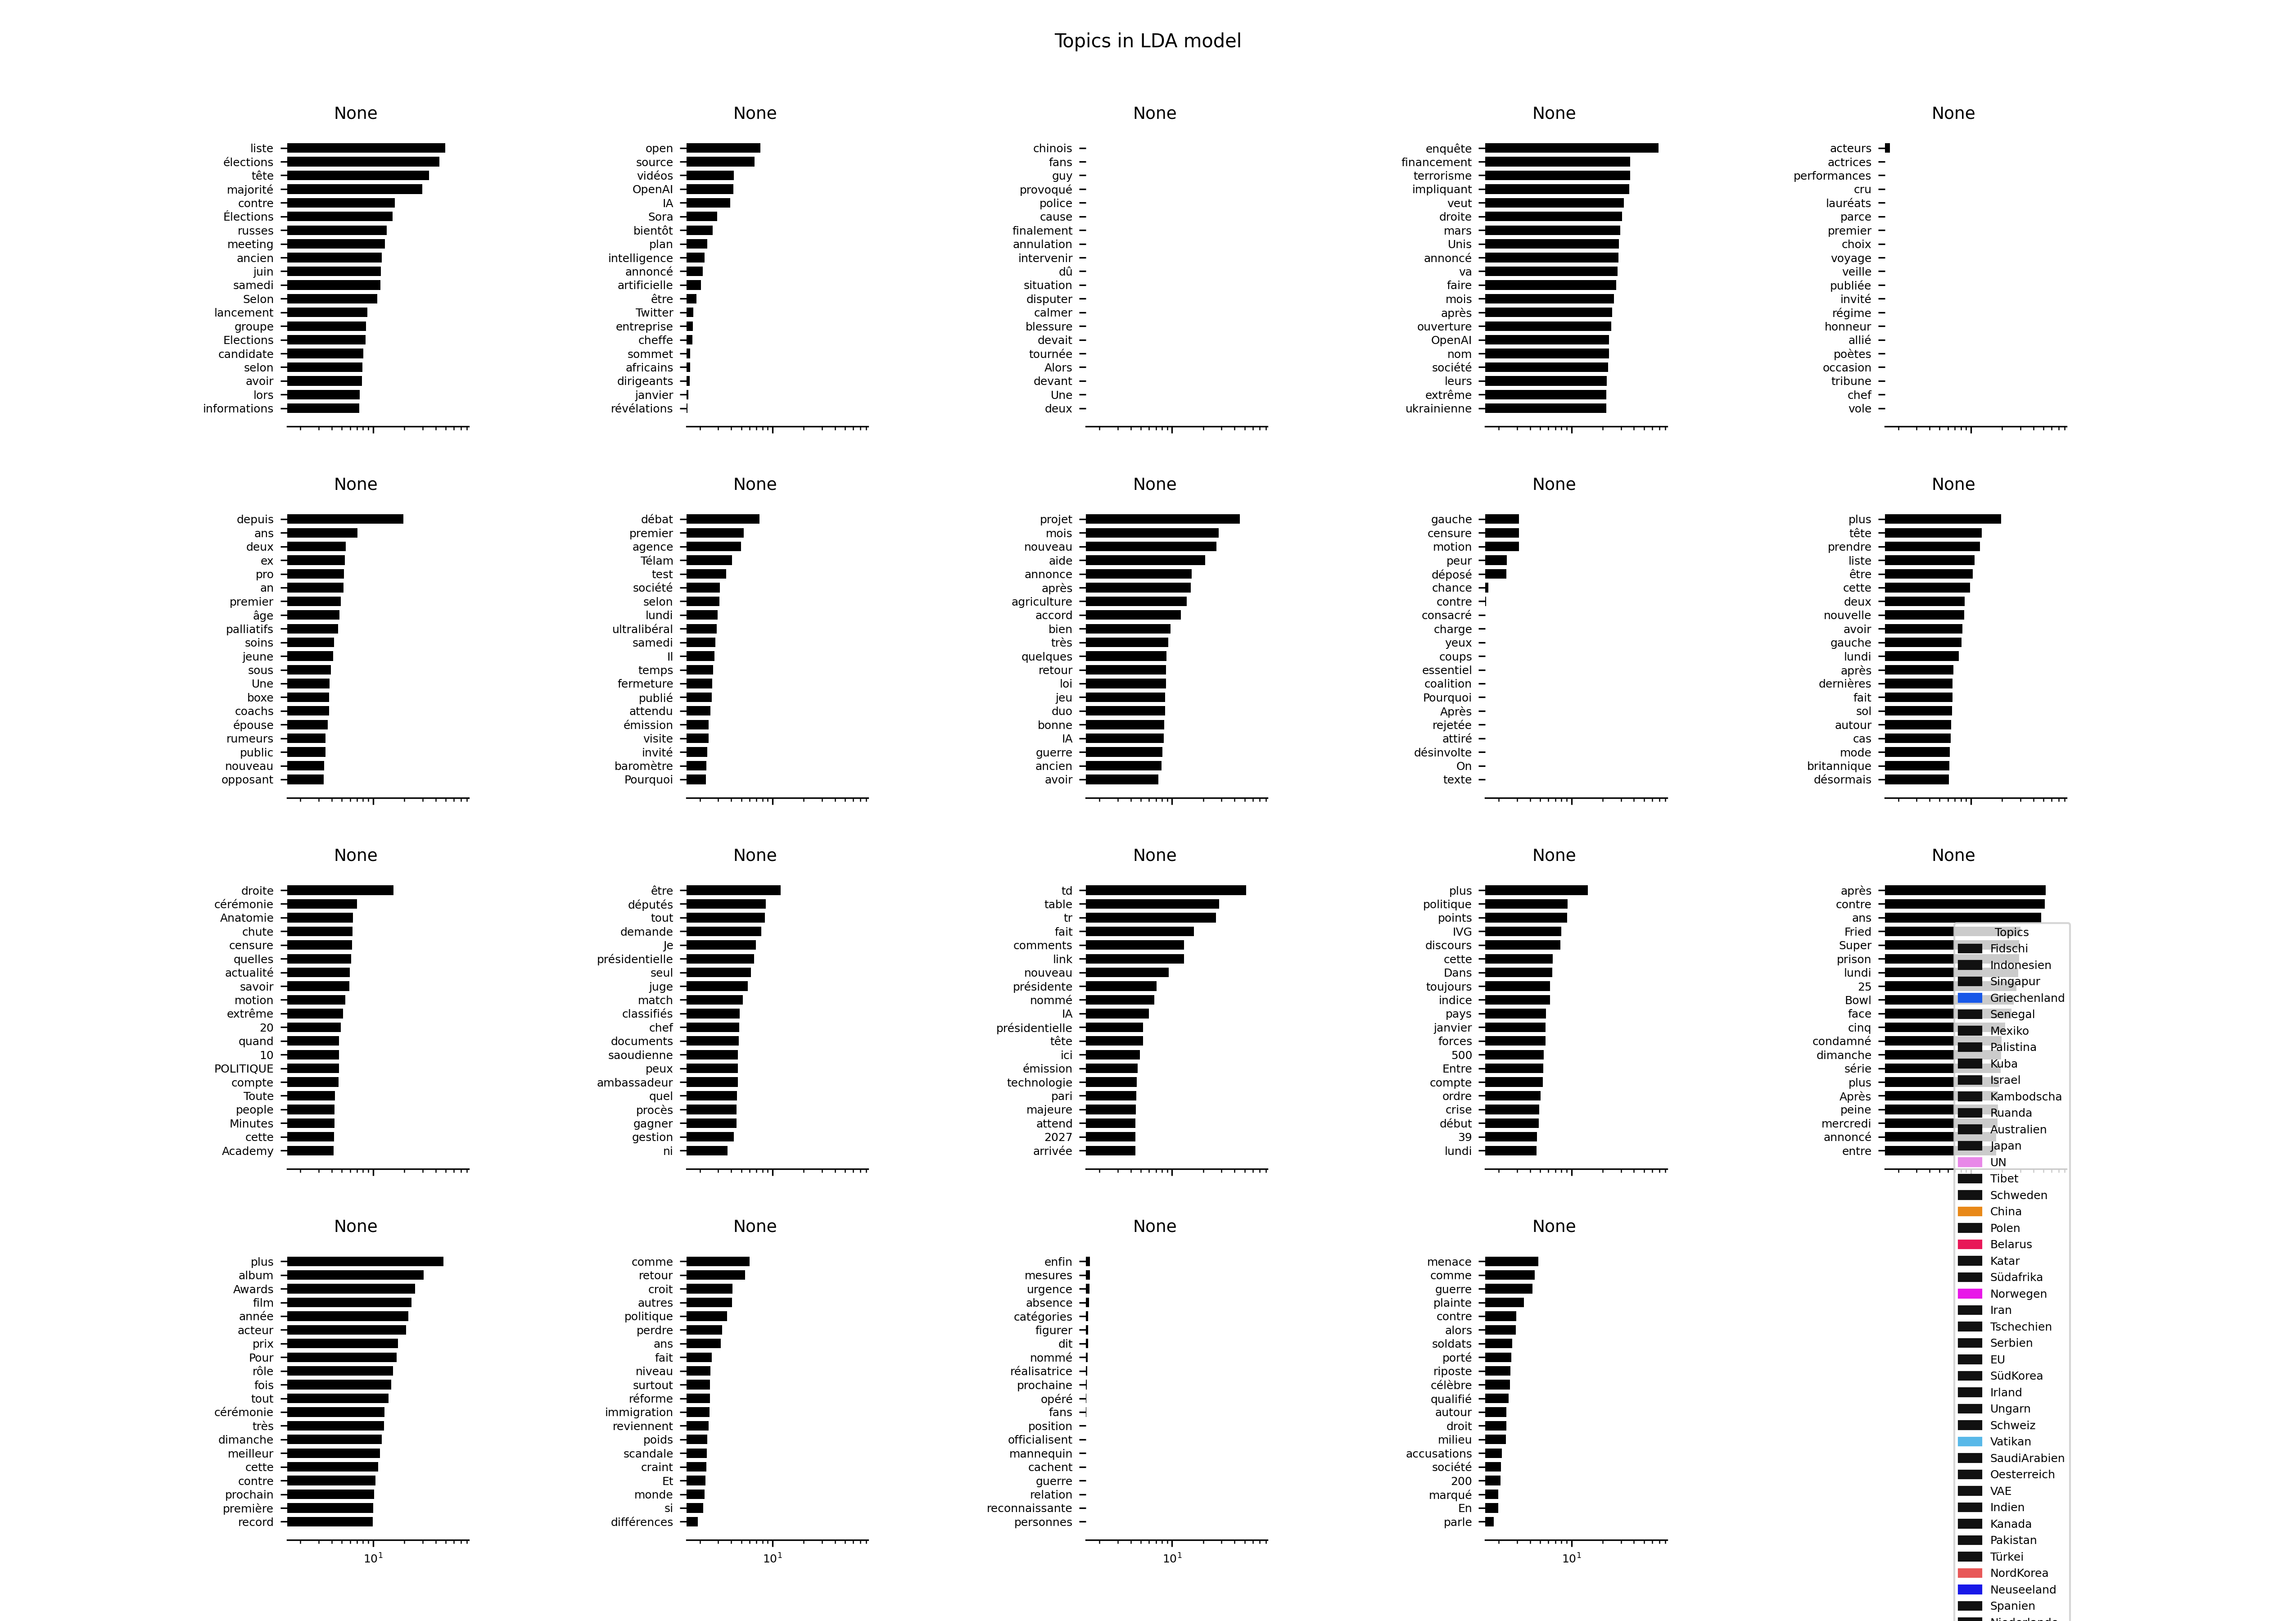 Topics in LDA model
None
liste
élections
tête
majorité
contre
Élections
russes
meeting
ancien
juin
samedi
Selon
lancement
groupe
Elections
candidate
selon
avoir
lors
informations
None
open
source
vidéos
OpenAI
IA
Sora
bientôt
plan
intelligence
annoncé
artificielle
être
Twitter
entreprise
cheffe
sommet
africains
dirigeants
janvier
révélations
None
chinois
fans
guy
provoqué
police
cause
finalement
annulation
intervenir
dû
situation
disputer
calmer
blessure
devait
tournée
Alors
devant
Une
deux
None
enquête
financement
terrorisme
impliquant
veut
droite
mars
Unis
annoncé
va
faire
mois
après
ouverture
OpenAI
nom
société
leurs
extrême
ukrainienne
None
acteurs
actrices
performances
cru
lauréats
parce
premier
choix
voyage
veille
publiée
invité
régime
honneur
allié
poètes
occasion
tribune
chef
vole
None
depuis
ans
deux
ex
pro
an
premier
âge
palliatifs
soins
jeune
sous
Une
boxe
coachs
épouse
rumeurs
public
nouveau
opposant
None
débat
premier
agence
Télam
test
société
selon
lundi
ultralibéral
samedi
Il
temps
fermeture
publié
attendu
émission
visite
invité
baromètre
Pourquoi
None
projet
mois
nouveau
aide
annonce
après
agriculture
accord
bien
très
quelques
retour
loi
jeu
duo
bonne
IA
guerre
ancien
avoir
None
gauche
censure
motion
peur
déposé
chance
contre
consacré
charge
yeux
coups
essentiel
coalition
Pourquoi
Après
rejetée
attiré
désinvolte
On
texte
None
plus
tête
prendre
liste
être
cette
deux
nouvelle
avoir
gauche
lundi
après
dernières
fait
sol
autour
cas
mode
britannique
désormais
None
droite
cérémonie
Anatomie
chute
censure
quelles
actualité
savoir
motion
extrême
20
quand
10
POLITIQUE
compte
Toute
people
Minutes
cette
Academy
None
être
députés
tout
demande
Je
présidentielle
seul
juge
match
classifiés
chef
documents
saoudienne
peux
ambassadeur
quel
procès
gagner
gestion
ni
None
td
table
tr
fait
comments
link
nouveau
présidente
nommé
IA
présidentielle
tête
ici
émission
technologie
pari
majeure
attend
2027
arrivée
None
plus
politique
points
IVG
discours
cette
Dans
toujours
indice
pays
janvier
forces
500
Entre
compte
ordre
crise
début
39
lundi
None
après
contre
ans
Fried
Super
prison
lundi
25
Bowl
face
cinq
condamné
dimanche
série
plus
Après
peine
mercredi
annoncé
entre
None
plus
album
Awards
film
année
acteur
prix
Pour
rôle
fois
tout
cérémonie
très
dimanche
meilleur
cette
contre
prochain
première
record
10¹
None
comme
retour
croit
autres
politique
perdre
ans
fait
niveau
surtout
réforme
immigration
reviennent
poids
scandale
craint
Et
monde
si
différences
10¹
None
enfin
mesures
urgence
absence
catégories
figurer
dit
nommé
réalisatrice
prochaine
opéré
fans
position
officialisent
mannequin
cachent
guerre
relation
reconnaissante
personnes
10¹
None
menace
comme
guerre
plainte
contre
alors
soldats
porté
riposte
célèbre
qualifié
autour
droit
milieu
accusations
société
200
marqué
En
parle
10¹
Topics
Fidschi
Indonesien
Singapur
Griechenland
Senegal
Mexiko
Palistina
Kuba
Israel
Kambodscha
Ruanda
Australien
Japan
UN
Tibet
Schweden
China
Polen
Belarus
Katar
Südafrika
Norwegen
Iran
Tschechien
Serbien
EU
SüdKorea
Irland
Ungarn
Schweiz
Vatikan
SaudiArabien
Oesterreich
VAE
Indien
Kanada
Pakistan
Türkei
NordKorea
Neuseeland
Spanien